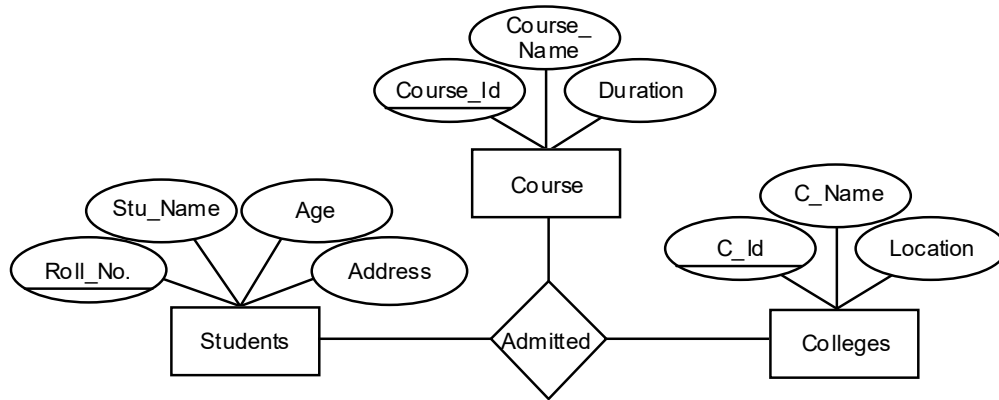 Course_
Name
Course_Id
Duration
Course
Stu_Name
Age
C_Name
Roll_No.
Address
C_Id
Location
Students
Admitted
Colleges